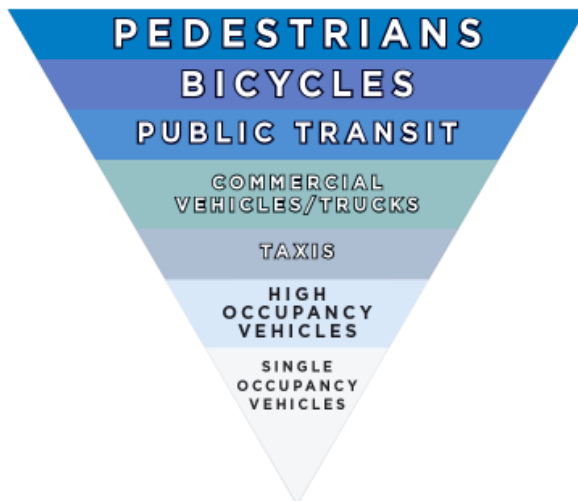 PEDESTRIANS
BICYCLES
PUBLIC TRANSIT
COMMERCIAL
VEHICLES/TRUCKS
TAXIS
HIGH
OCCUPANCY
VEHICLES
SINGLE
OCCUPANCY
VEHICLES